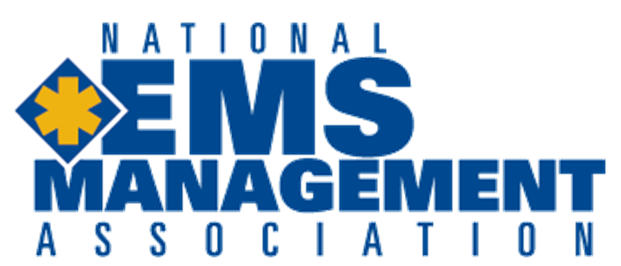 NATIONAL
EMS
MANAGEMENT
ASSOCIATION